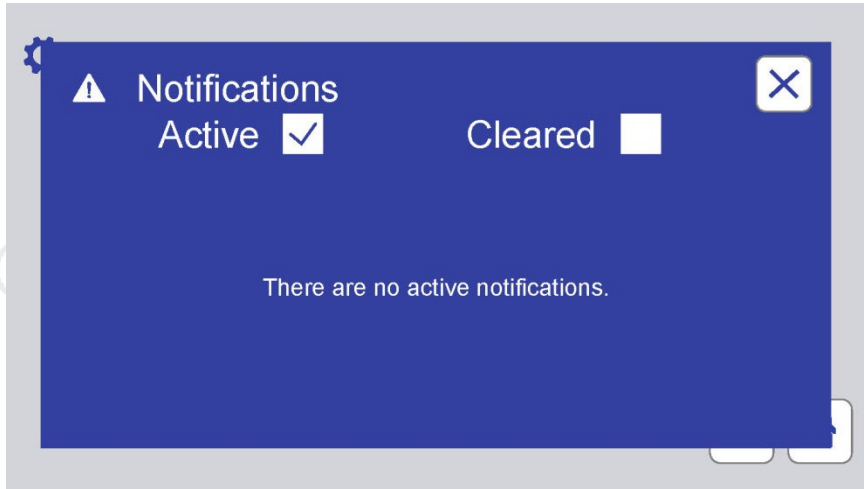 Notifications
Active
Cleared
There are no active notifications.